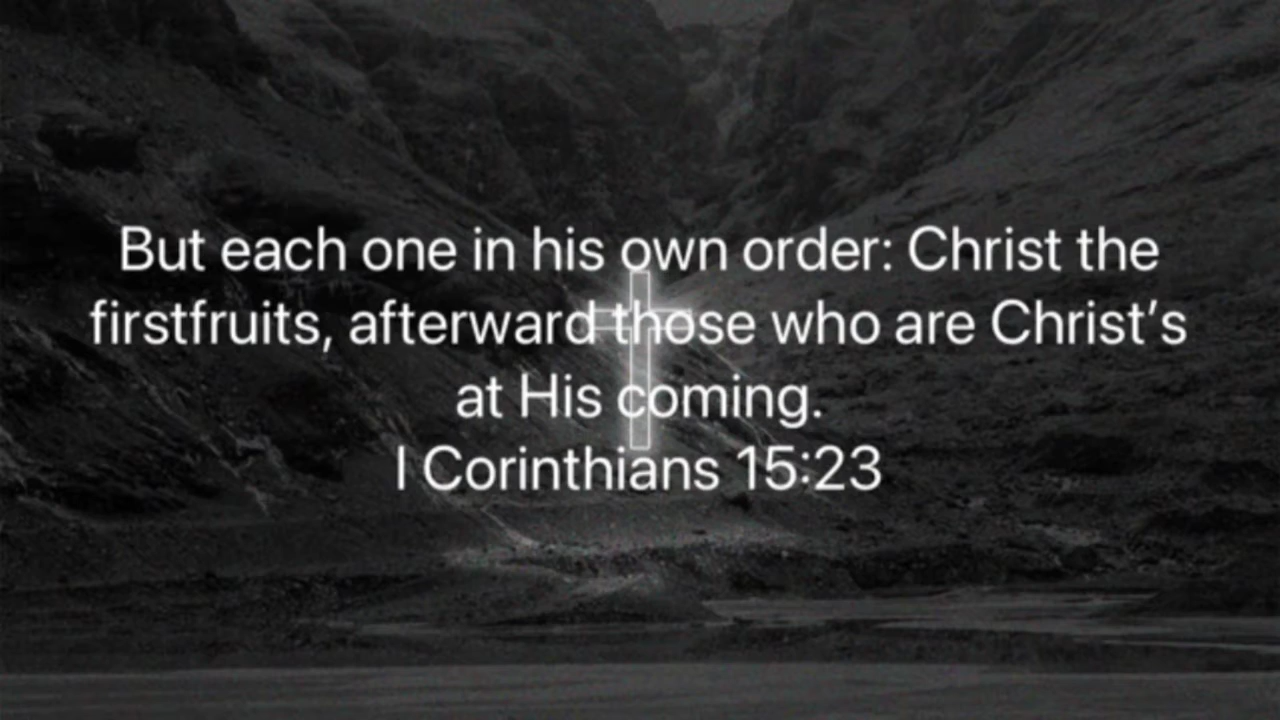 But each one in his own order: Christ the
firstfruits, afterward those who are Christ’s
at His coming.
I Corinthians 15:23